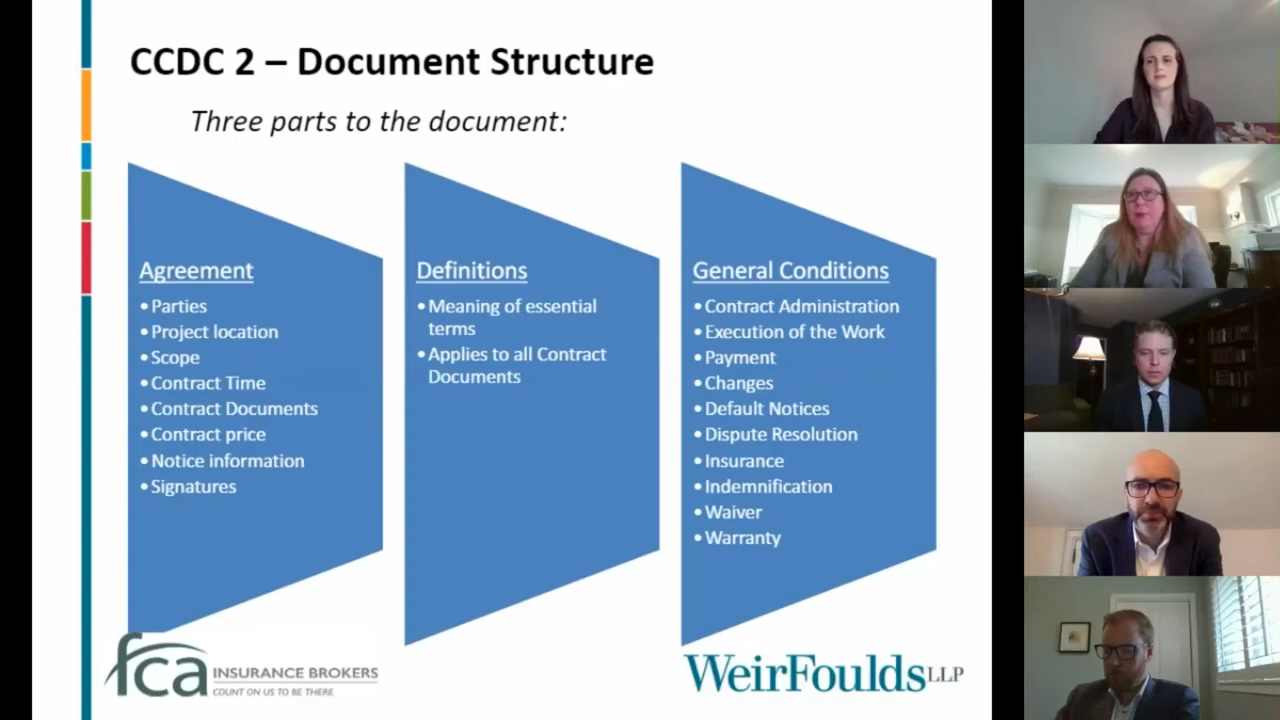 CCDC 2 – Document Structure
Three parts to the document:
Agreement
•Parties
•Project location
•Scope
•Contract Time
•Contract Documents
•Contract price
•Notice information
•Signatures
Definitions
•Meaning of essential
terms
•Applies to all Contract
Documents
General Conditions
•Contract Administration
•Execution of the Work
•Payment
•Changes
•Default Notices
•Dispute Resolution
•Insurance
•Indemnification
•Waiver
•Warranty
fca INSURANCE BROKERS
COUNT ON US TO BE THERE
WeirFoulds LLP